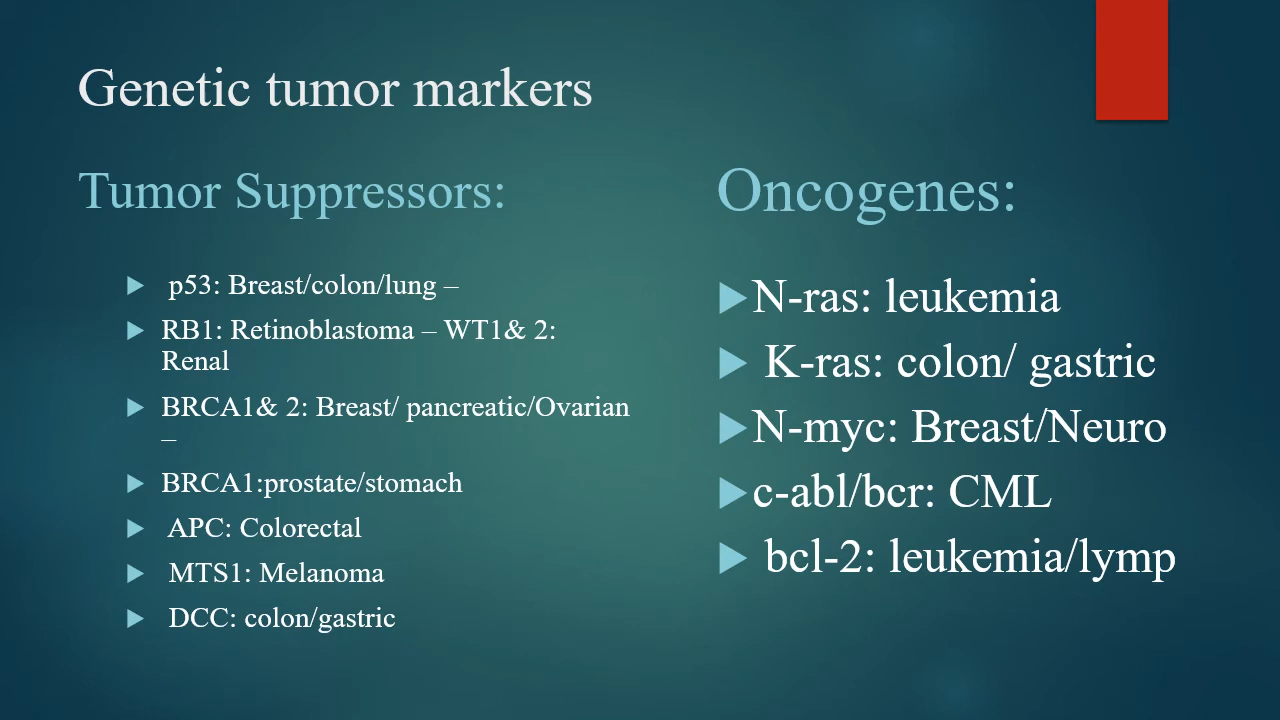 Genetic tumor markers
Tumor Suppressors:
p53: Breast/colon/lung –
RB1: Retinoblastoma – WT1& 2:
Renal
BRCA1& 2: Breast/ pancreatic/Ovarian
–
BRCA1:prostate/stomach
APC: Colorectal
MTS1: Melanoma
DCC: colon/gastric
Oncogenes:
N-ras: leukemia
K-ras: colon/ gastric
N-myc: Breast/Neuro
c-abl/bcr: CML
bcl-2: leukemia/lymp